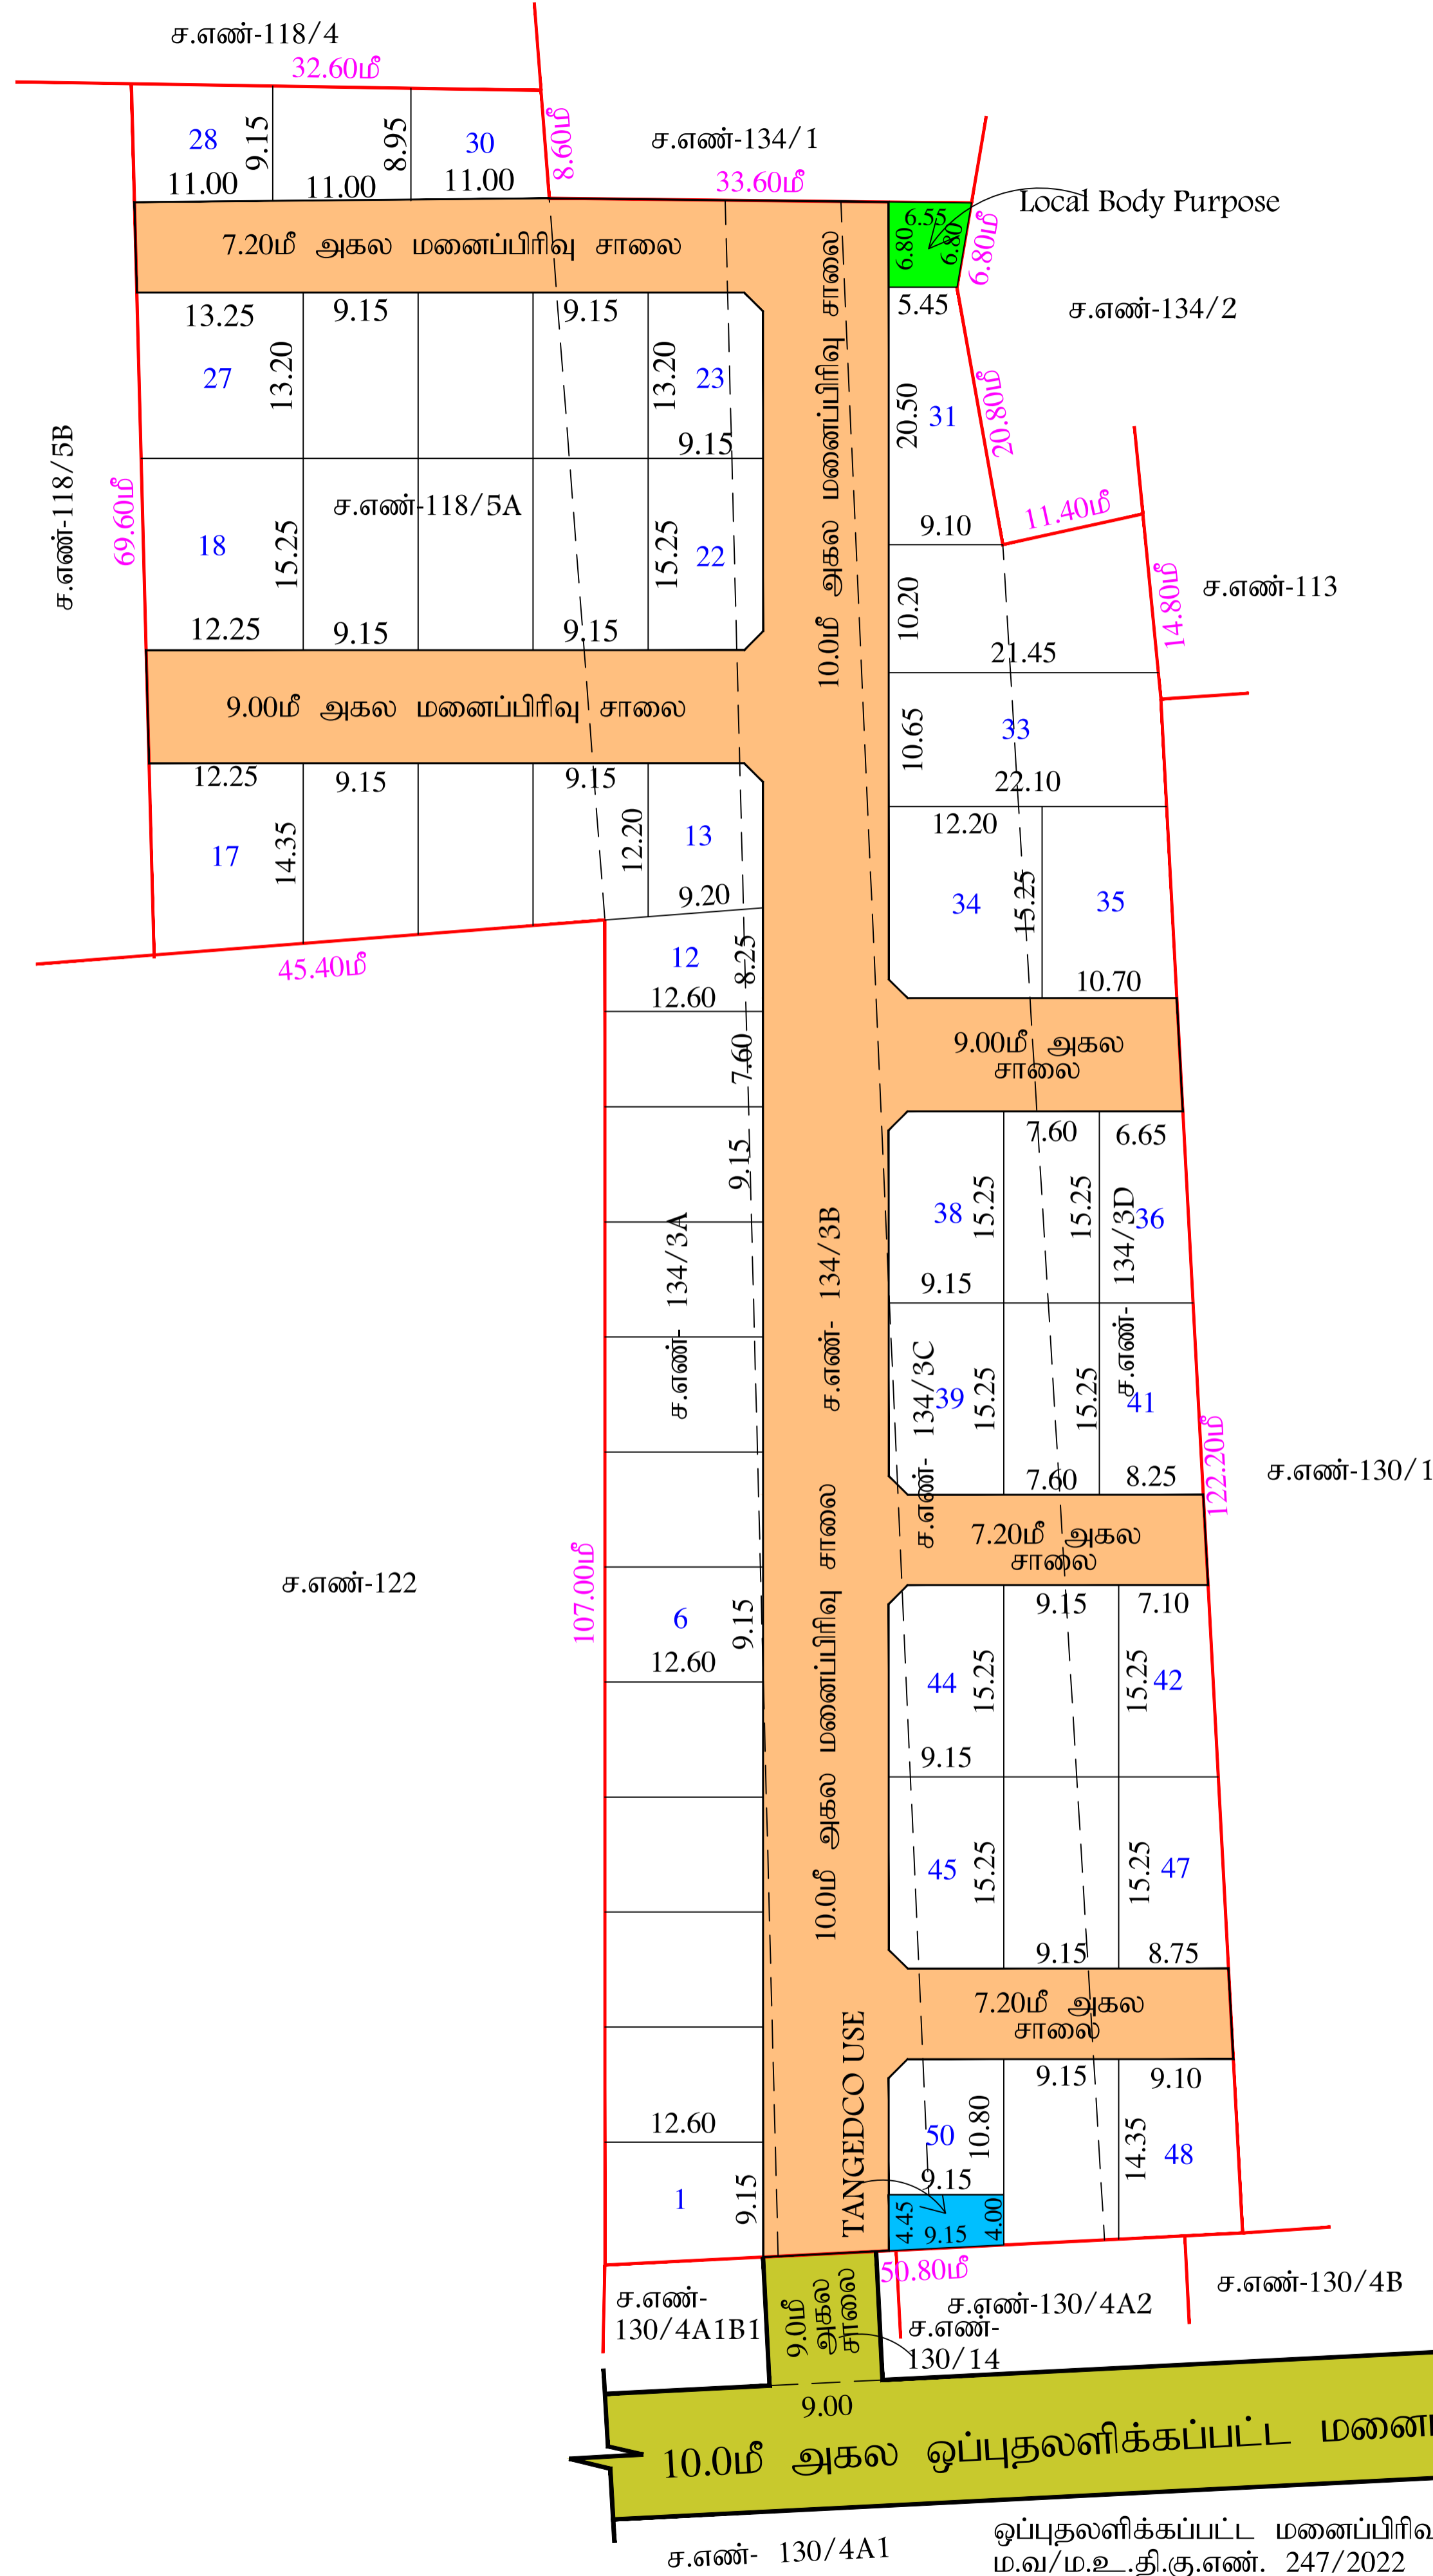 ச.எண்-118/4
32.60மீ
28
9.15
8.95
30
8.60மீ
ச.எண்-134/1
11.00
11.00
11.00
33.60மீ
Local Body Purpose
6.55
6.80
6.80
6.80மீ
7.20மீ அகல மனைப்பிரிவு சாலை
10.0மீ அகல மனைப்பிரிவு சாலை
5.45
ச.எண்-134/2
13.25
9.15
9.15
27
13.20
13.20
23
20.50
31
20.80மீ
9.15
ச.எண்-118/5B
69.60மீ
ச.எண்-118/5A
18
15.25
15.25
22
9.10
11.40மீ
10.20
14.80மீ
ச.எண்-113
12.25
9.15
9.15
21.45
9.00மீ அகல மனைப்பிரிவு சாலை
10.65
33
22.10
12.25
9.15
9.15
12.20
17
14.35
12.20
13
9.20
34
15.25
35
45.40மீ
12
8.25
12.60
10.70
7.60
9.00மீ அகல
சாலை
9.15
7.60
6.65
38
15.25
15.25
36
ச.எண்- 134/3A
ச.எண்- 134/3B
ச.எண்- 134/3D
9.15
ச.எண்- 134/3C
39
15.25
15.25
41
122.20மீ
7.60
8.25
ச.எண்-130/1
10.0மீ அகல மனைப்பிரிவு சாலை
7.20மீ அகல
சாலை
ச.எண்-122
107.00மீ
6
9.15
12.60
9.15
7.10
44
15.25
15.25
42
9.15
45
15.25
15.25
47
9.15
8.75
7.20மீ அகல
சாலை
TANGEDCO USE
9.15
9.10
12.60
50
10.80
14.35
48
9.15
1
9.15
4.45
9.15
4.00
50.80மீ
ச.எண்-
130/4A1B1
9.0மீ
அகல
சாலை
ச.எண்-130/4A2
ச.எண்-130/4B
ச.எண்-
130/14
9.00
10.0மீ அகல ஒப்புதலளிக்கப்பட்ட
ச.எண்- 130/4A1
ஒப்புதலளிக்கப்பட்ட மனைப்பிரிவு
ம.வ/ம.உ.தி.கு.எண். 247/2022